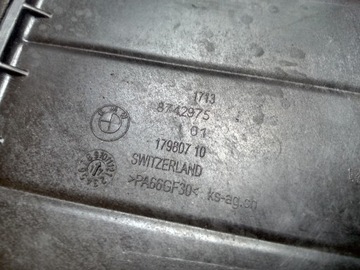 1713
8742975
01
179807 10
SWITZERLAND
>PA66GF30< ks-ag.ch